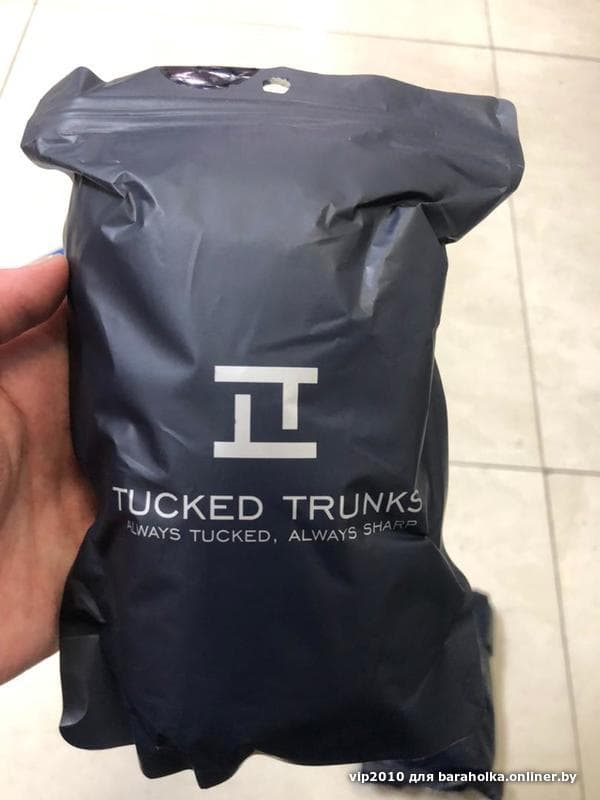 TUCKED TRUNKS
ALWAYS TUCKED, ALWAYS SHARP
vip2010 для baraholka.onliner.by